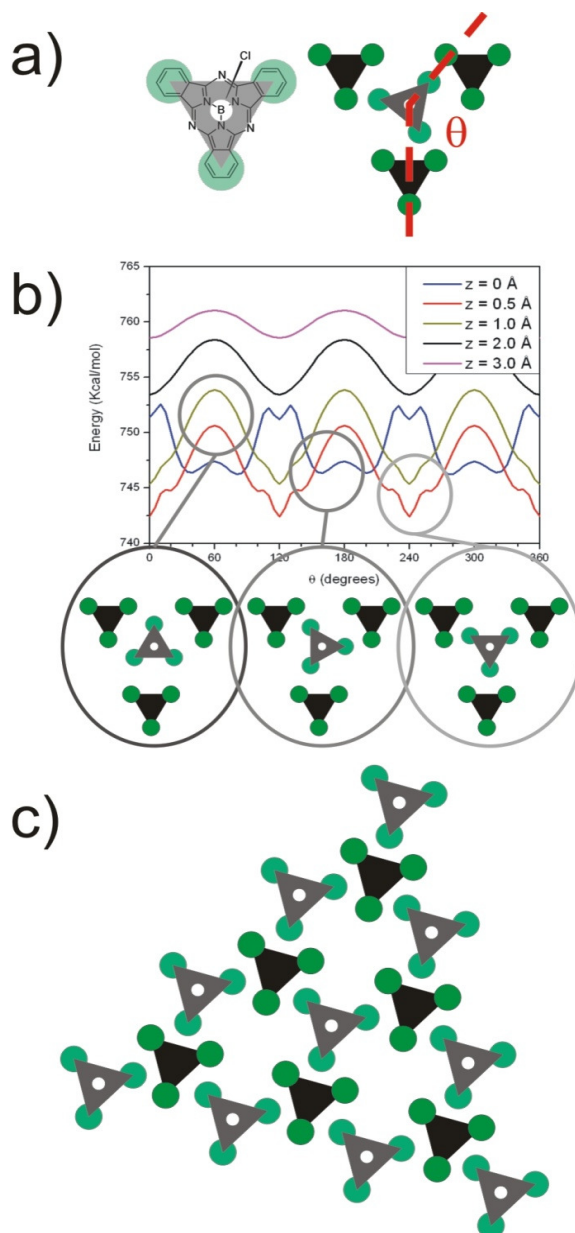 a)
Cl
N
N
N
B
N
N
N
θ
b)
765
760
755
750
745
740
Energy (Kcal/mol)
z = 0 Å
z = 0.5 Å
z = 1.0 Å
z = 2.0 Å
z = 3.0 Å
0 60 120 180 240 300 360
θ (degrees)
c)